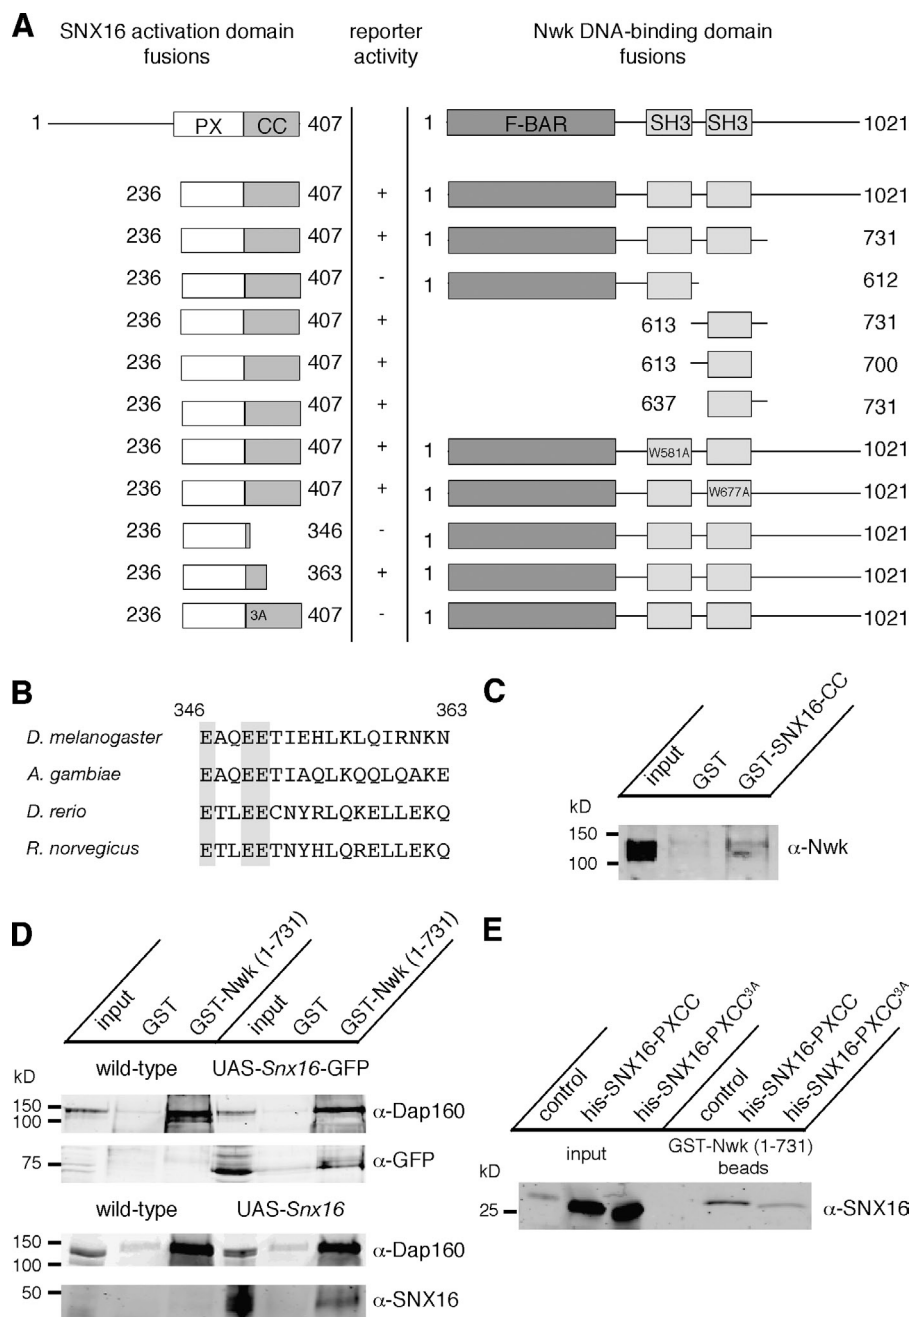 A
SNX16 activation domain fusions
reporter activity
Nwk DNA-binding domain fusions
1 PX CC 407 1 F-BAR SH3 SH3 1021
236 407 + 1 1021
236 407 + 1 731
236 407 - 1 612
236 407 + 613 731
236 407 + 613 700
236 407 + 637 731
236 407 + 1 W581A 1021
236 407 + 1 W677A 1021
236 346 - 1 1021
236 363 + 1 1021
236 3A 407 - 1 1021
B
346 363
D. melanogaster EAQEETIEHLKLQIRNKN
A. gambiae EAQEETIAQLKQQLQAKE
D. rerio ETLEECNYRLQKELLEKQ
R. norvegicus ETLEETNYHLQRELLEKQ
C
input GST GST-SNX16-CC
kD
150
100
α-Nwk
D
input GST GST-Nwk (1-731) input GST GST-Nwk (1-731)
wild-type UAS-Snx16-GFP
kD
150
100
α-Dap160
75
α-GFP
wild-type UAS-Snx16
150
100
α-Dap160
50
α-SNX16
E
control his-SNX16-PXCC his-SNX16-PXCC3A control his-SNX16-PXCC his-SNX16-PXCC3A
input
GST-Nwk (1-731) beads
kD
25
α-SNX16